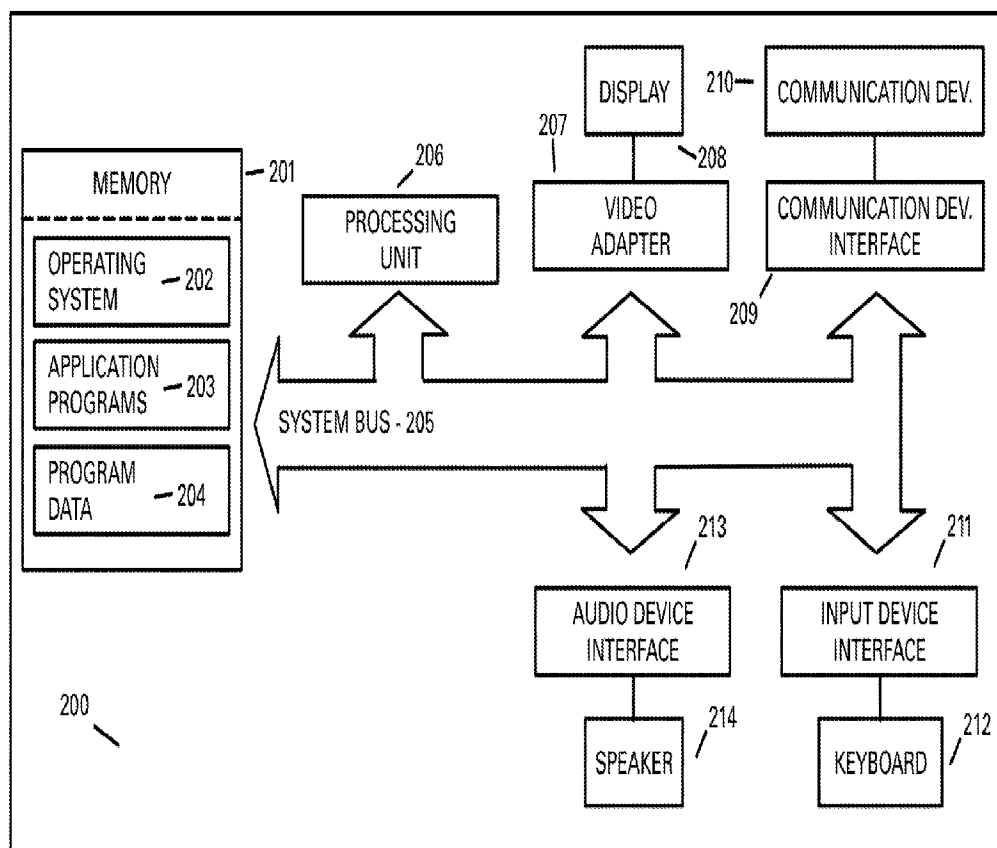 MEMORY
201
OPERATING
SYSTEM
202
APPLICATION
PROGRAMS
203
PROGRAM
DATA
204
SYSTEM BUS - 205
206
PROCESSING
UNIT
DISPLAY
208
207
VIDEO
ADAPTER
210
COMMUNICATION DEV.
COMMUNICATION DEV.
INTERFACE
209
213
AUDIO DEVICE
INTERFACE
214
SPEAKER
211
INPUT DEVICE
INTERFACE
212
KEYBOARD
200